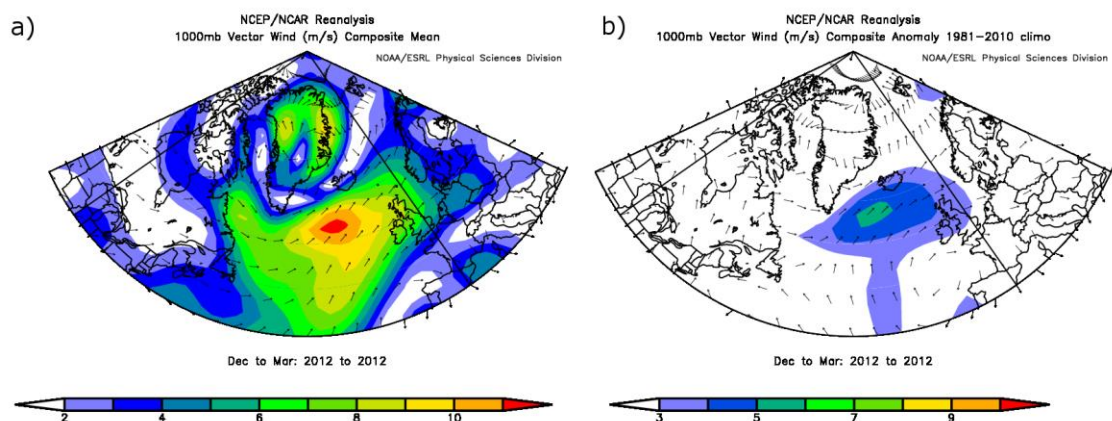 a)
NCEP/NCAR Reanalysis
1000mb Vector Wind (m/s) Composite Mean
NOAA/ESRL Physical Sciences Division
Dec to Mar: 2012 to 2012
2 4 6 8 10
b)
NCEP/NCAR Reanalysis
1000mb Vector Wind (m/s) Composite Anomaly 1981-2010 climo
NOAA/ESRL Physical Sciences Division
Dec to Mar: 2012 to 2012
3 5 7 9